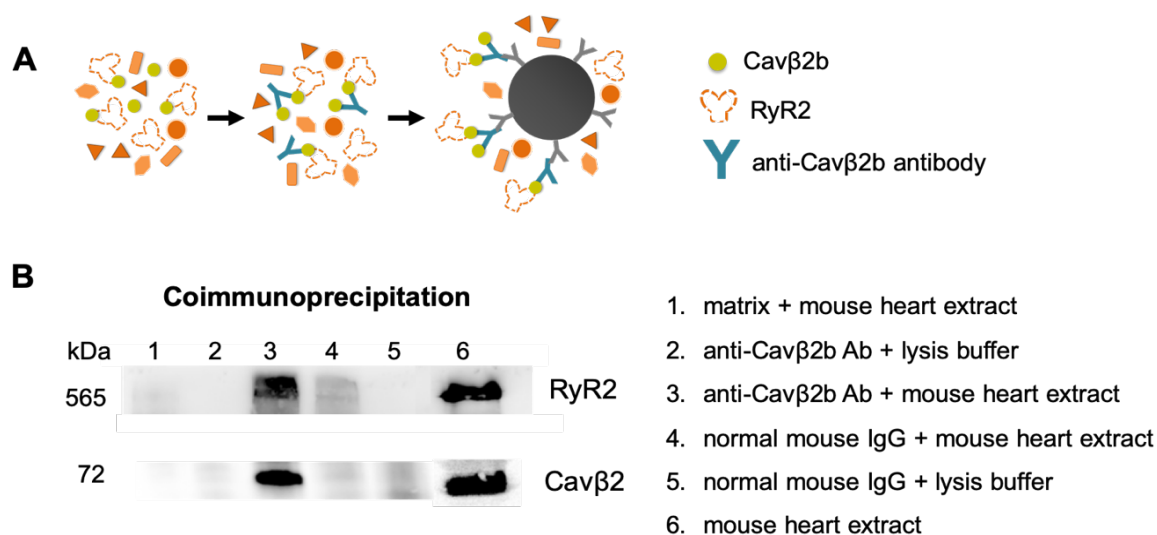 A
Cavβ2b
RyR2
anti-Cavβ2b antibody
B
Coimmunoprecipitation
kDa 1 2 3 4 5 6
565 RyR2
72 Cavβ2
1. matrix + mouse heart extract
2. anti-Cavβ2b Ab + lysis buffer
3. anti-Cavβ2b Ab + mouse heart extract
4. normal mouse IgG + mouse heart extract
5. normal mouse IgG + lysis buffer
6. mouse heart extract